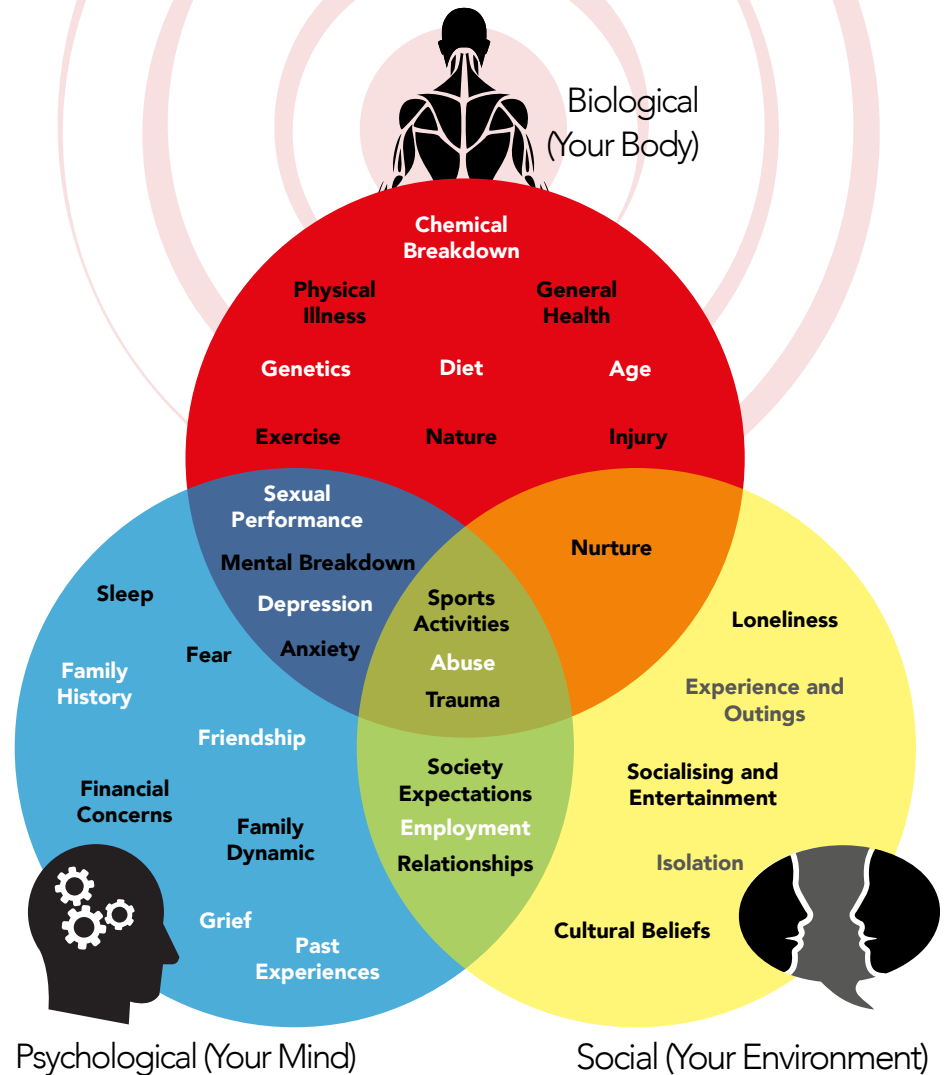 Biological
(Your Body)
Chemical
Breakdown
Physical
Illness
General
Health
Genetics
Diet
Age
Exercise
Nature
Injury
Sexual
Performance
Mental Breakdown
Depression
Anxiety
Nurture
Sports
Activities
Abuse
Trauma
Sleep
Fear
Family
History
Friendship
Financial
Concerns
Family
Dynamic
Grief
Past
Experiences
Society
Expectations
Employment
Relationships
Loneliness
Experience and
Outings
Socialising and
Entertainment
Isolation
Cultural Beliefs
Psychological (Your Mind)
Social (Your Environment)